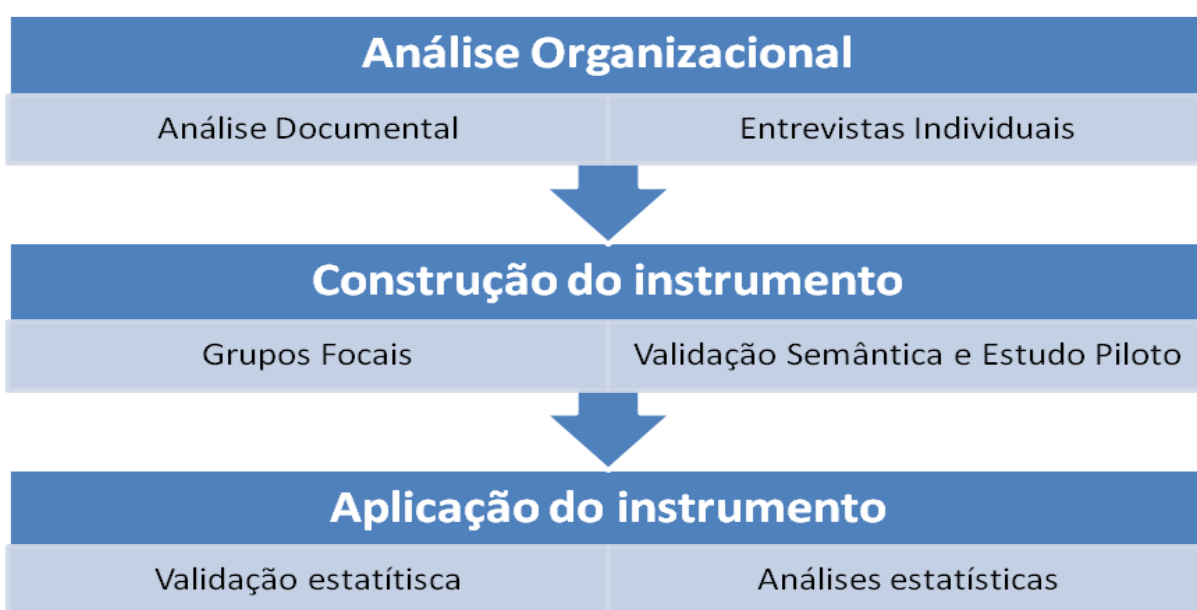 Análise Organizacional
Análise Documental
Entrevistas Individuais
Construção do instrumento
Grupos Focais
Validação Semântica e Estudo Piloto
Aplicação do instrumento
Validação estatítisca
Análises estatísticas